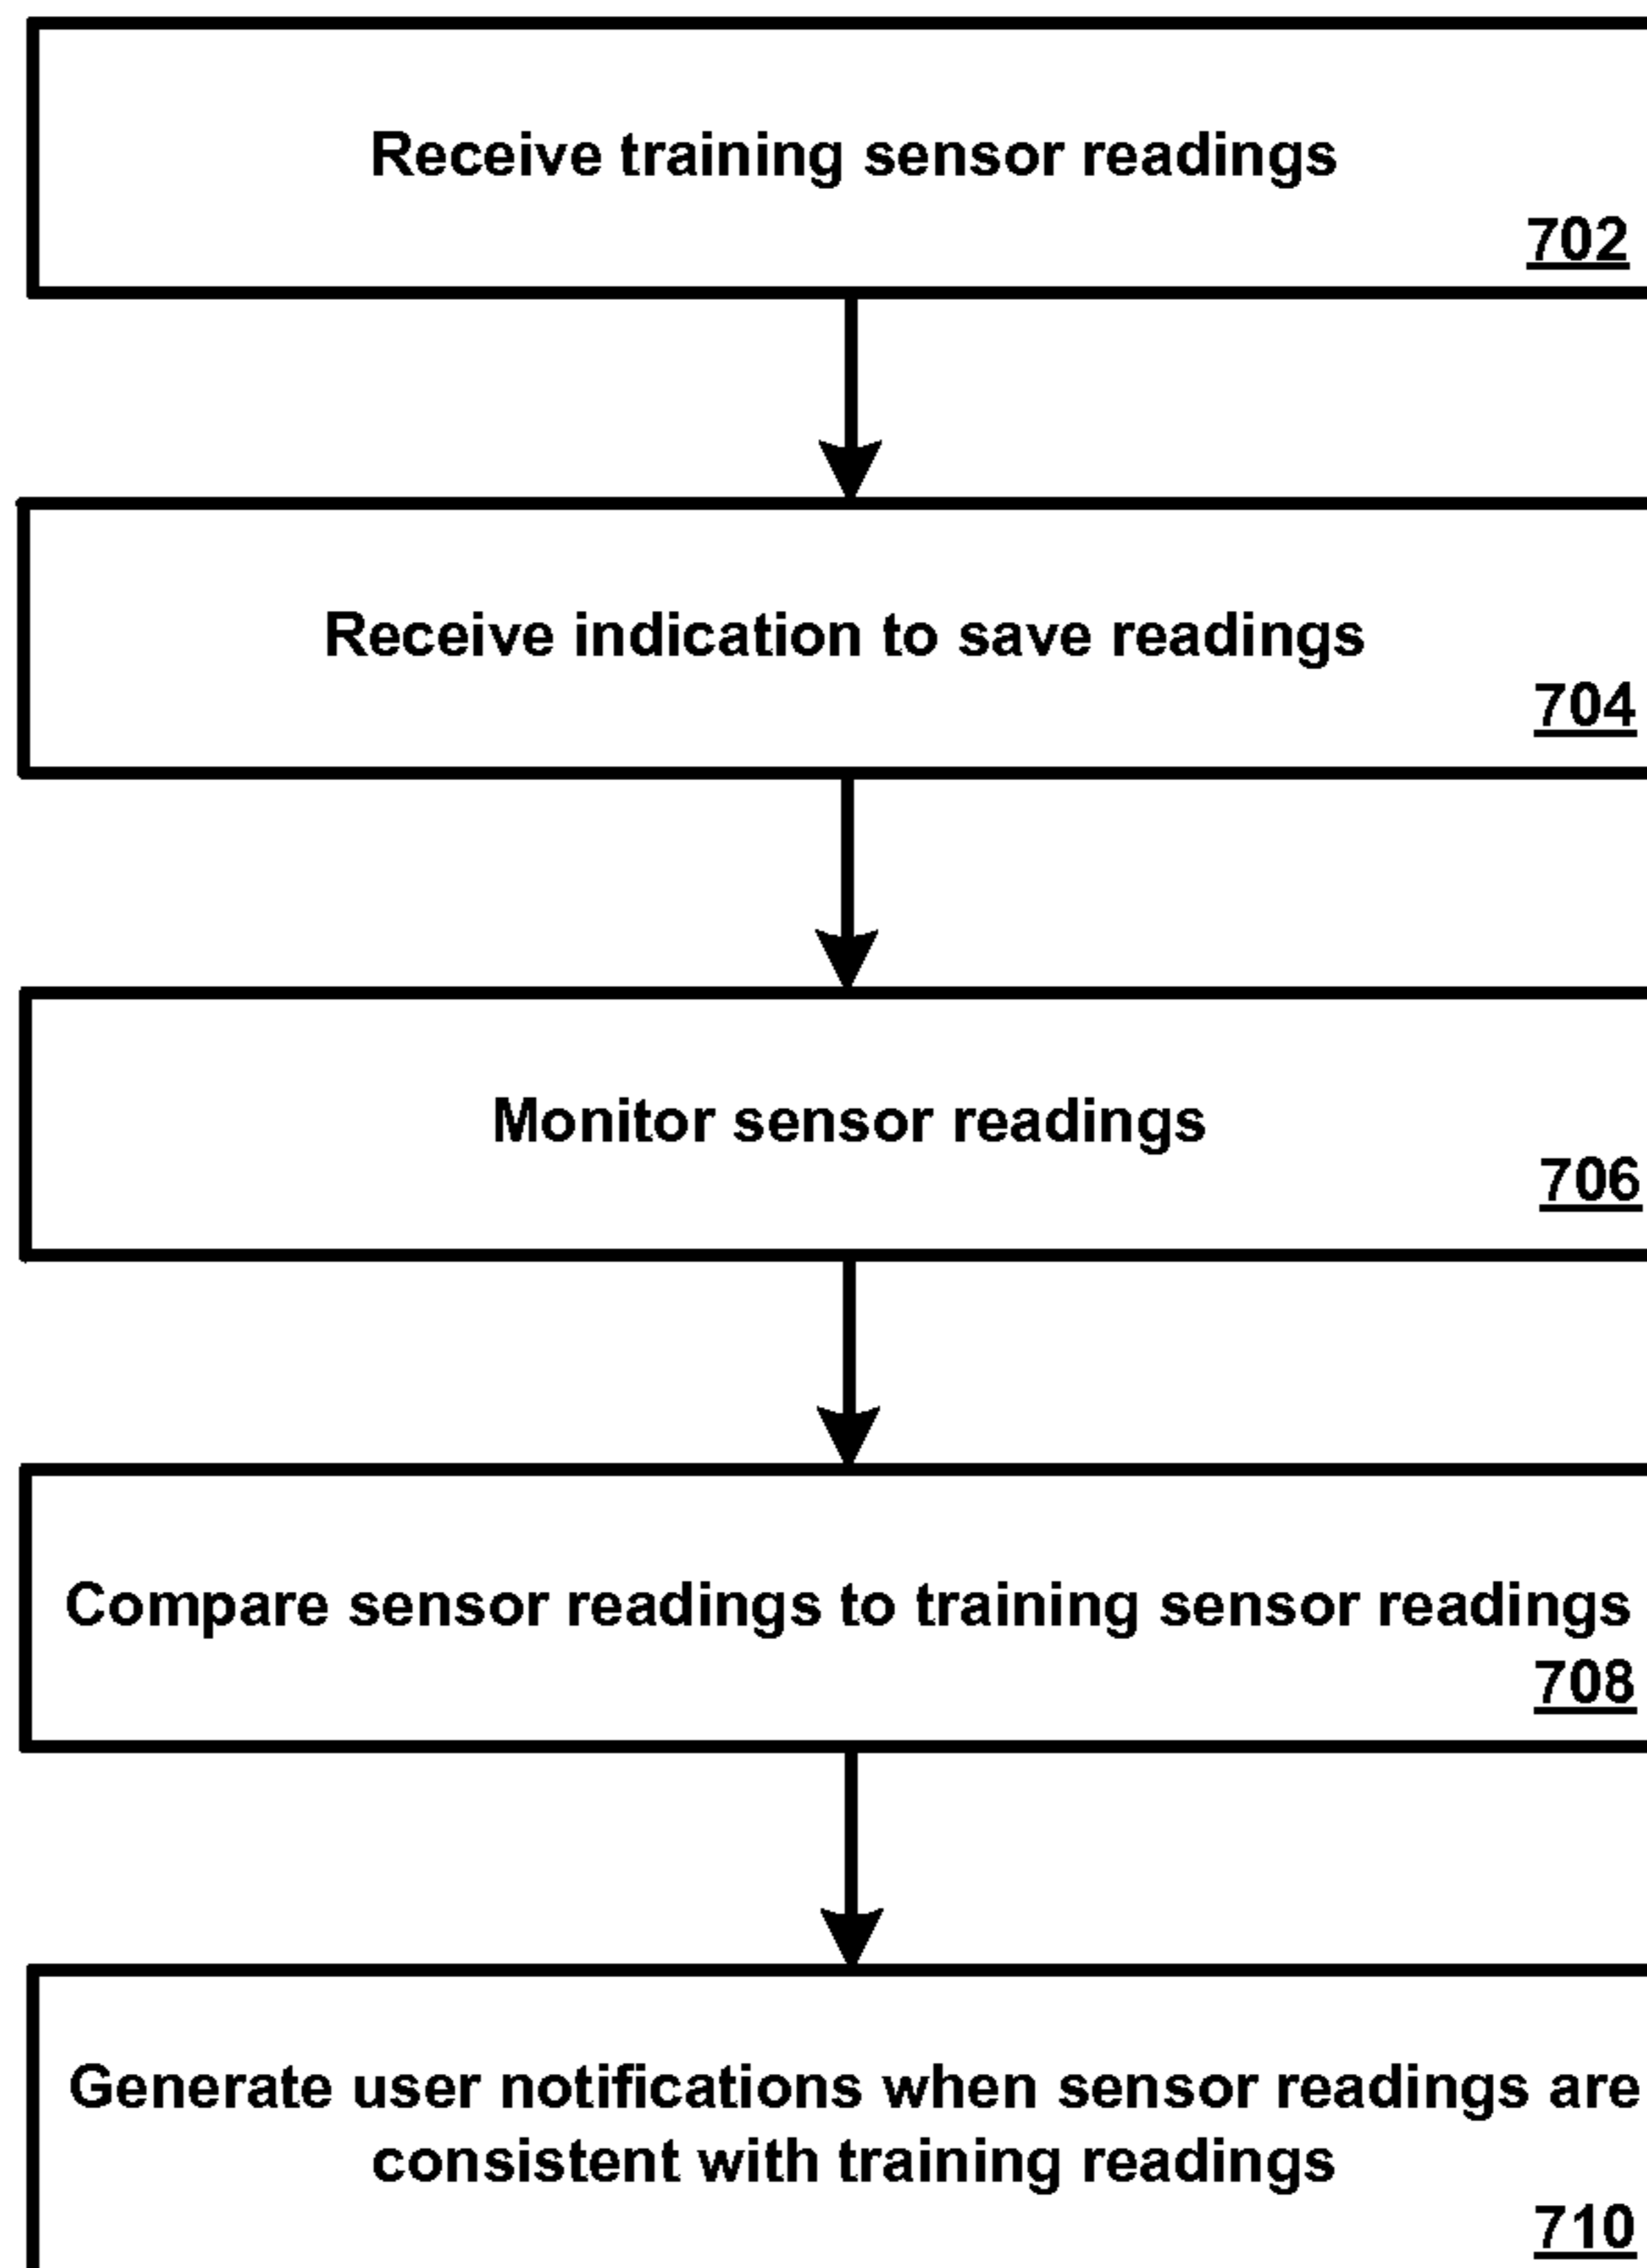 Receive training sensor readings
702
Receive indication to save readings
704
Monitor sensor readings
706
Compare sensor readings to training sensor readings
708
Generate user notifications when sensor readings are
consistent with training readings
710